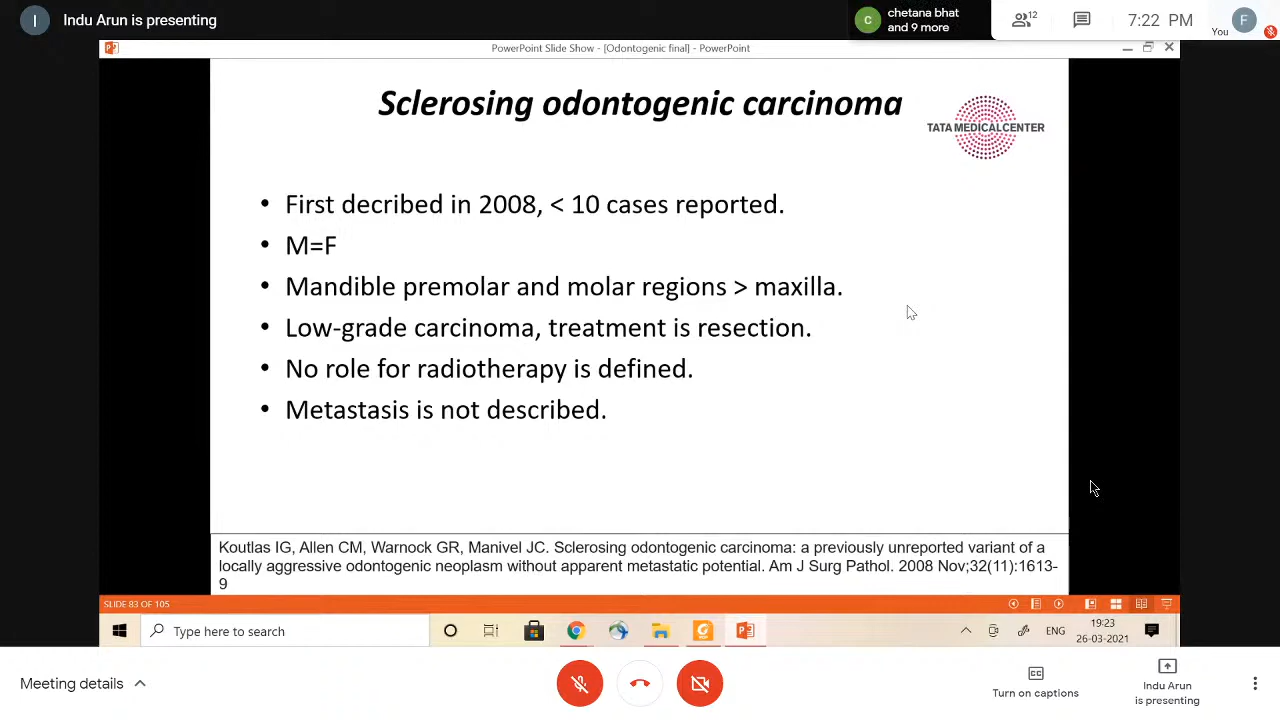 I
Indu Arun is presenting
C
chetana bhat
and 9 more
12
7:22 PM
F
You
PowerPoint Slide Show - [Odontogenic final] - PowerPoint
Sclerosing odontogenic carcinoma
TATA MEDICAL CENTER
• First decribed in 2008, < 10 cases reported.
• M=F
• Mandible premolar and molar regions > maxilla.
• Low-grade carcinoma, treatment is resection.
• No role for radiotherapy is defined.
• Metastasis is not described.
Koutlas IG, Allen CM, Warnock GR, Manivel JC. Sclerosing odontogenic carcinoma: a previously unreported variant of a
locally aggressive odontogenic neoplasm without apparent metastatic potential. Am J Surg Pathol. 2008 Nov;32(11):1613-
9
SLIDE 83 OF 105
Type here to search
ENG
19:23
26-03-2021
Meeting details
CC
Turn on captions
Indu Arun
is presenting